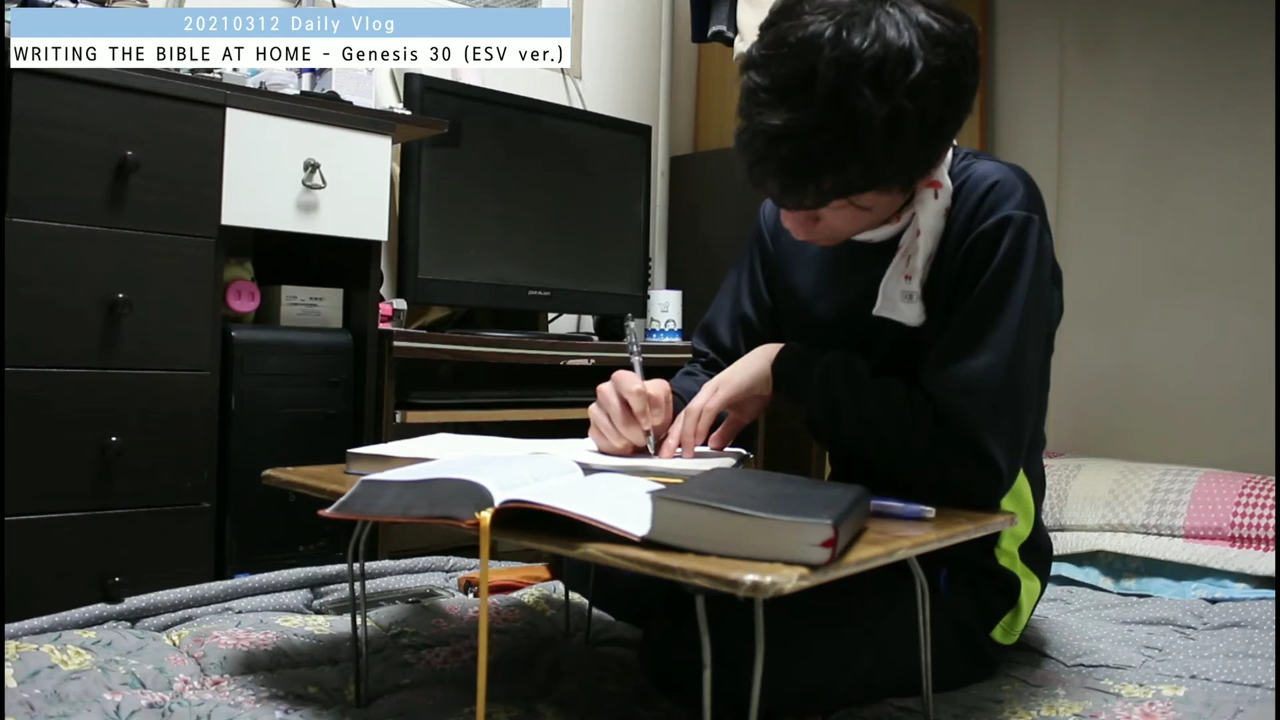 20210312 Daily Vlog
WRITING THE BIBLE AT HOME - Genesis 30 (ESV ver.)